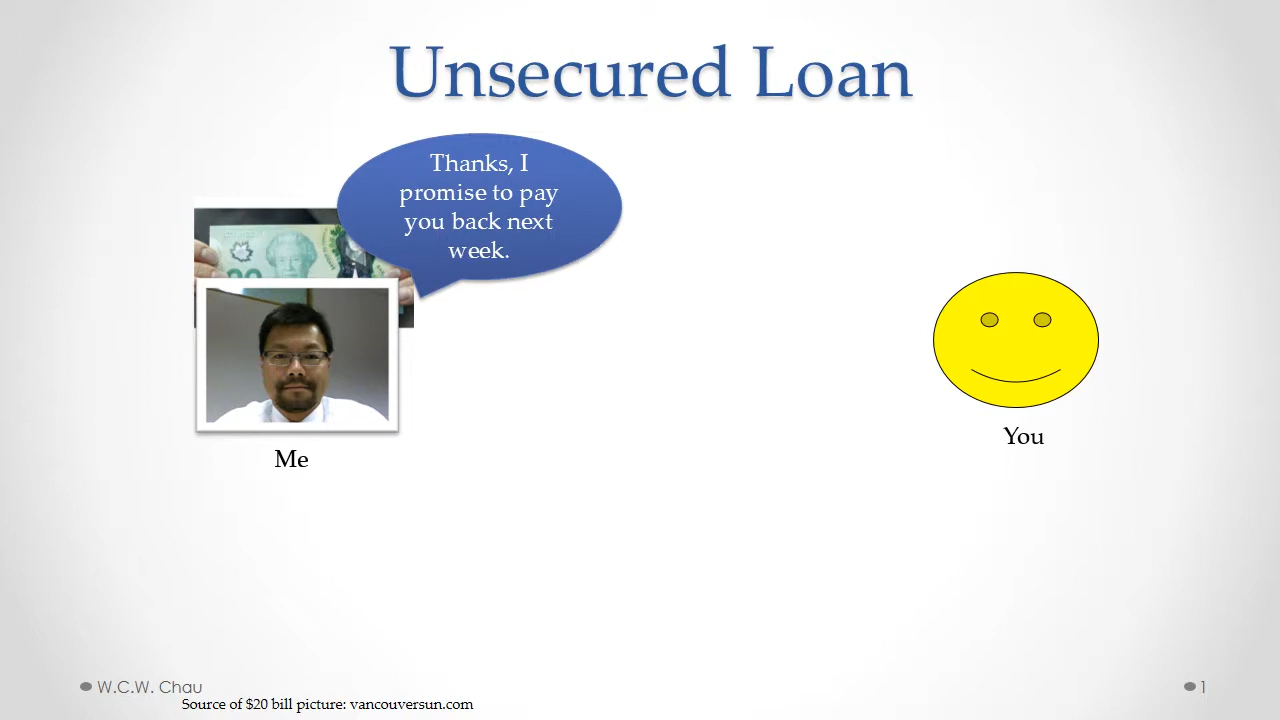 Unsecured Loan
Thanks, I
promise to pay
you back next
week.
Me
You
W.C.W. Chau
1
Source of $20 bill picture: vancouversun.com